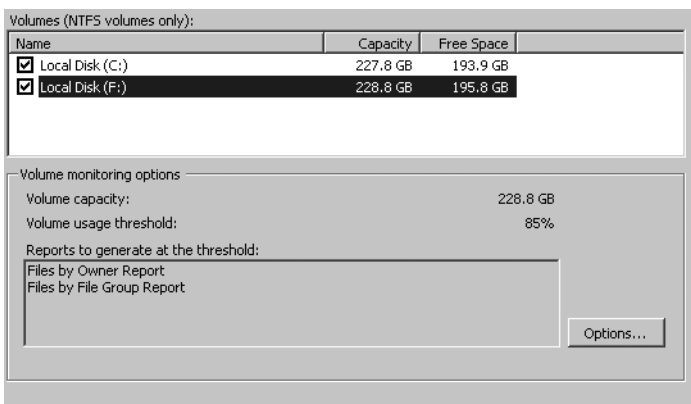 Volumes (NTFS volumes only):
Name Capacity Free Space
Local Disk (C:) 227.8 GB 193.9 GB
Local Disk (F:) 228.8 GB 195.8 GB
Volume monitoring options
Volume capacity: 228.8 GB
Volume usage threshold: 85%
Reports to generate at the threshold:
Files by Owner Report
Files by File Group Report
Options...